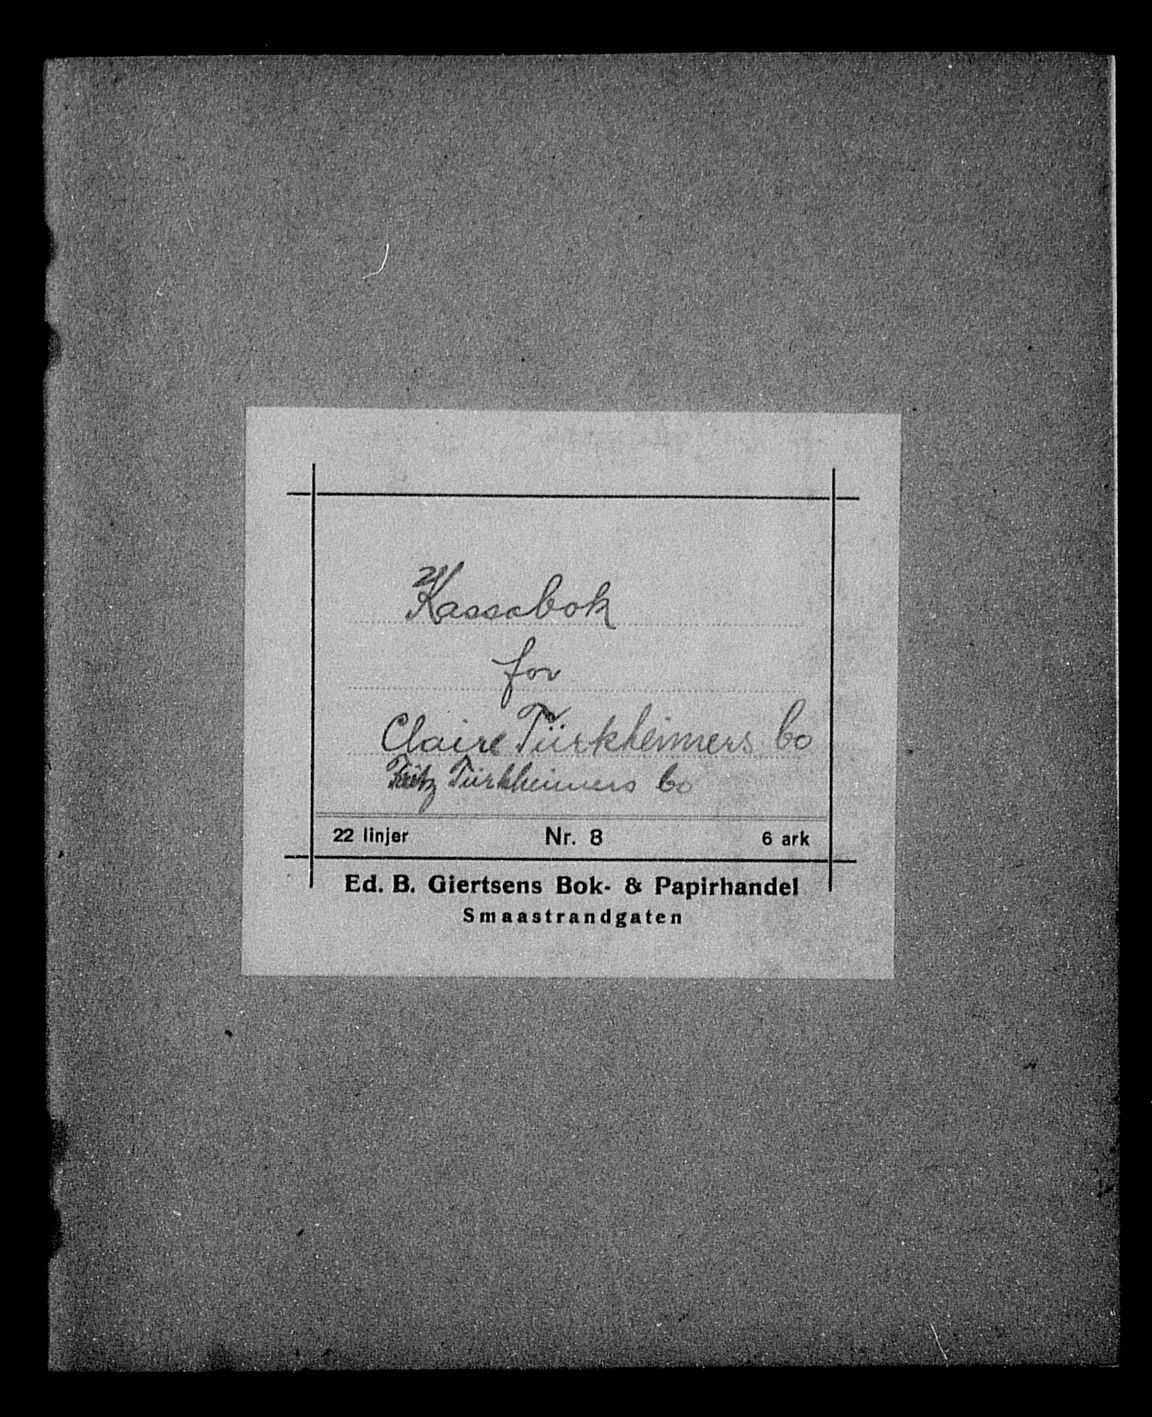 Kassabok
for
Claire Türkheimers bo
Fritz Türkheimers bo
22 linjer Nr. 8 6 ark
Ed. B. Giertsens Bok- & Papirhandel
Smaastrandgaten